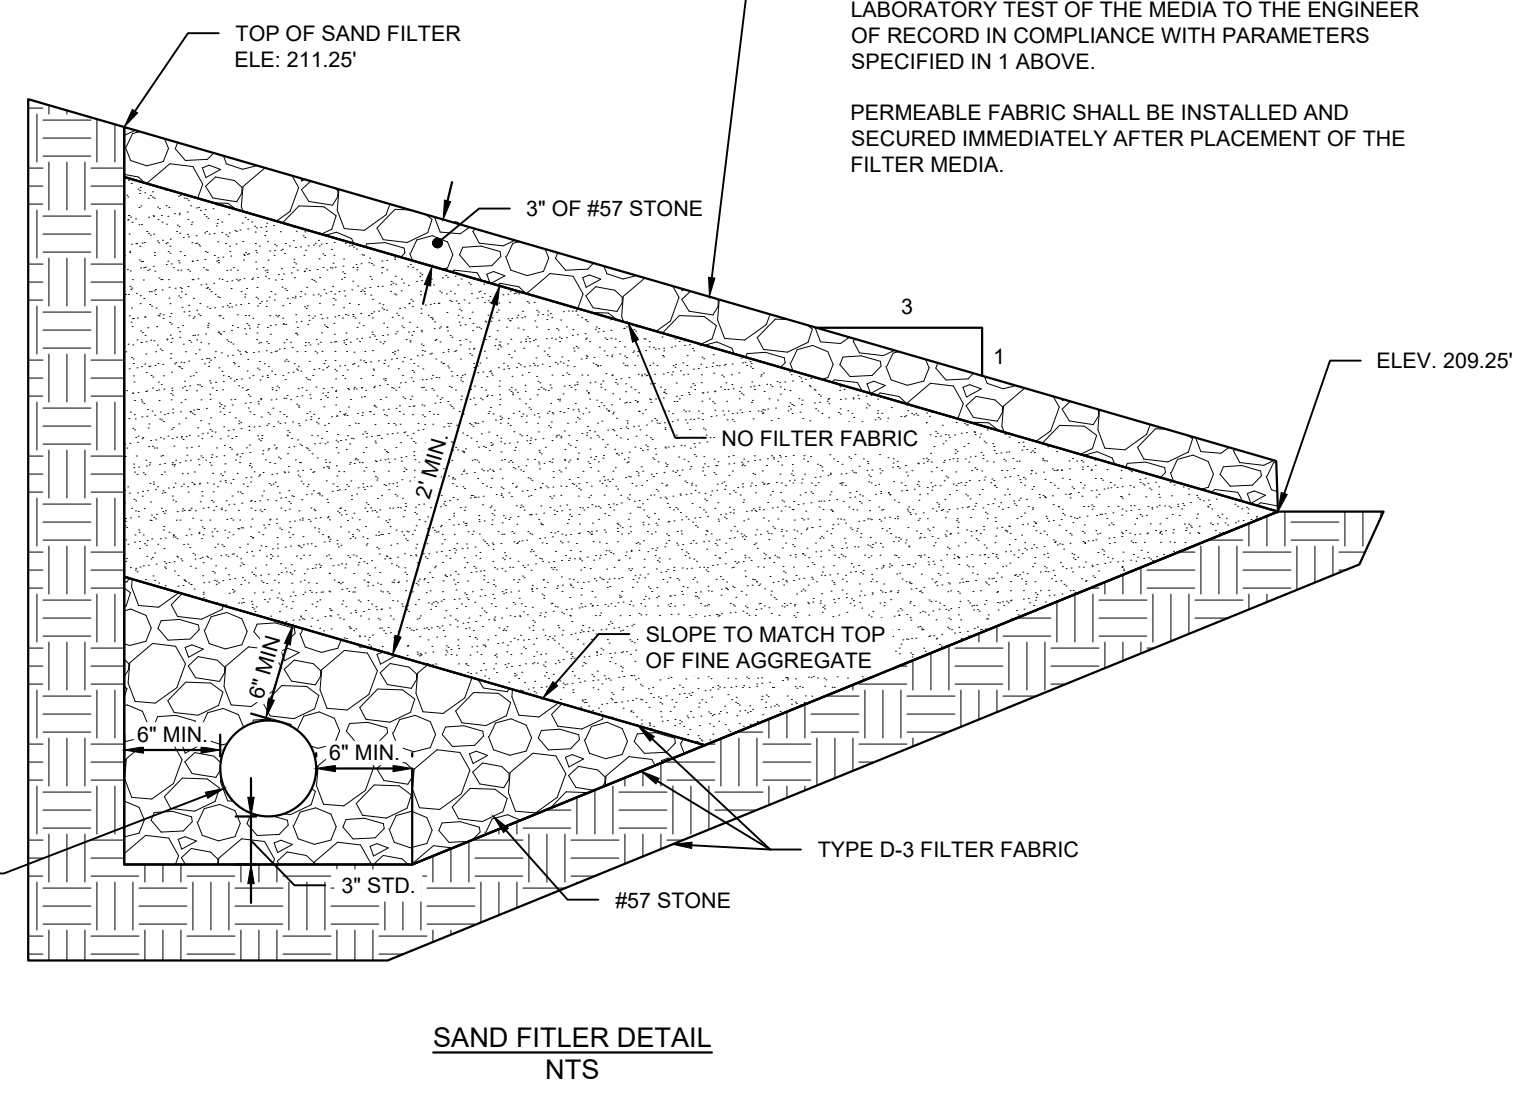 LABORATORY TEST OF THE MEDIA TO THE ENGINEER
OF RECORD IN COMPLIANCE WITH PARAMETERS
SPECIFIED IN 1 ABOVE.
PERMEABLE FABRIC SHALL BE INSTALLED AND
SECURED IMMEDIATELY AFTER PLACEMENT OF THE
FILTER MEDIA.
TOP OF SAND FILTER
ELE: 211.25'
3" OF #57 STONE
3
1
ELEV. 209.25'
NO FILTER FABRIC
2' MIN.
SLOPE TO MATCH TOP
OF FINE AGGREGATE
6" MIN
6" MIN.
6" MIN.
TYPE D-3 FILTER FABRIC
3" STD.
#57 STONE
SAND FITLER DETAIL
NTS